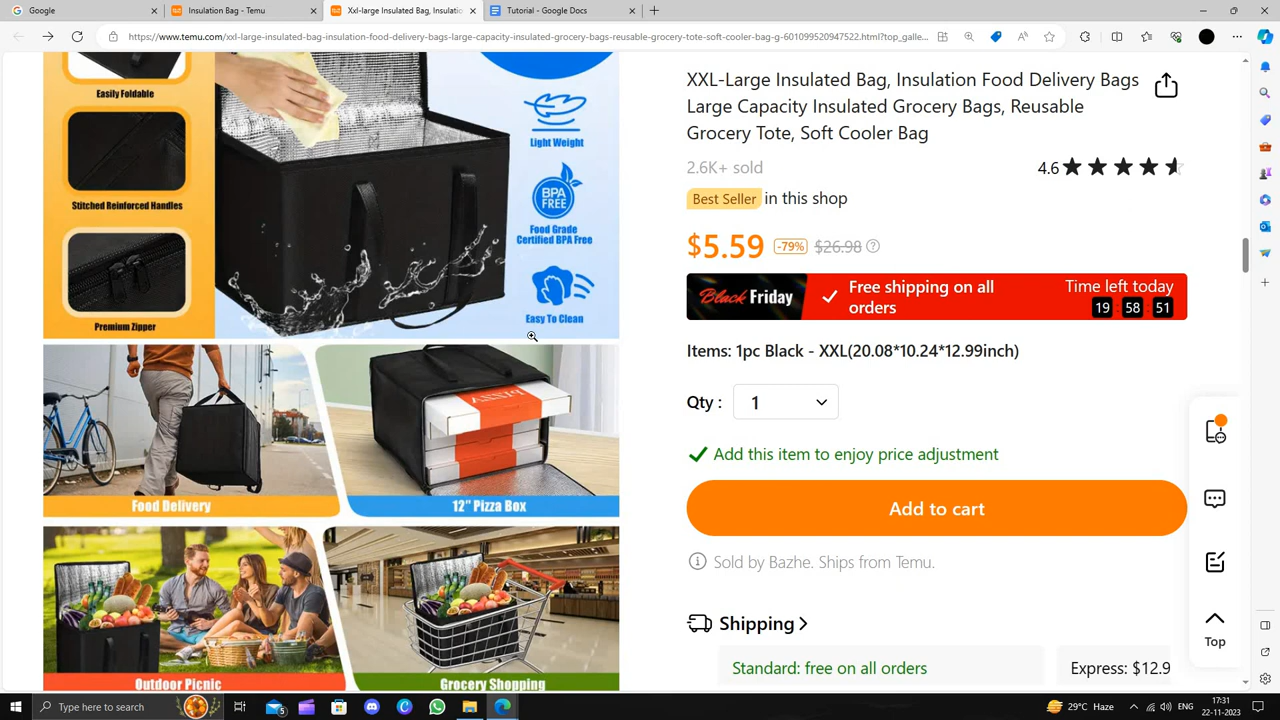 Google
Insulation Bag - Temu
Xxl-large Insulated Bag, Insulatio
Tutorial - Google Docs
https://www.temu.com/xxl-large-insulated-bag-insulation-food-delivery-bags-large-capacity-insulated-grocery-bags-reusable-grocery-tote-soft-cooler-bag-g-601099520947522.html?top_galle...
Easily Foldable
Stitched Reinforced Handles
Premium Zipper
Light Weight
BPA
FREE
Food Grade
Certified BPA Free
Easy To Clean
Food Delivery
PIZZA
12" Pizza Box
Outdoor Picnic
Grocery Shopping
XXL-Large Insulated Bag, Insulation Food Delivery Bags
Large Capacity Insulated Grocery Bags, Reusable
Grocery Tote, Soft Cooler Bag
2.6K+ sold
4.6
Best Seller in this shop
$5.59 -79% $26.98 ?
Black Friday
Free shipping on all
orders
Time left today
19 58 51
Items: 1pc Black - XXL(20.08*10.24*12.99inch)
Qty : 1
Add this item to enjoy price adjustment
Add to cart
Sold by Bazhe. Ships from Temu.
Shipping
Standard: free on all orders
Express: $12.9
Top
Type here to search
5
29°C Haze
ENG
17:31
22-11-2023